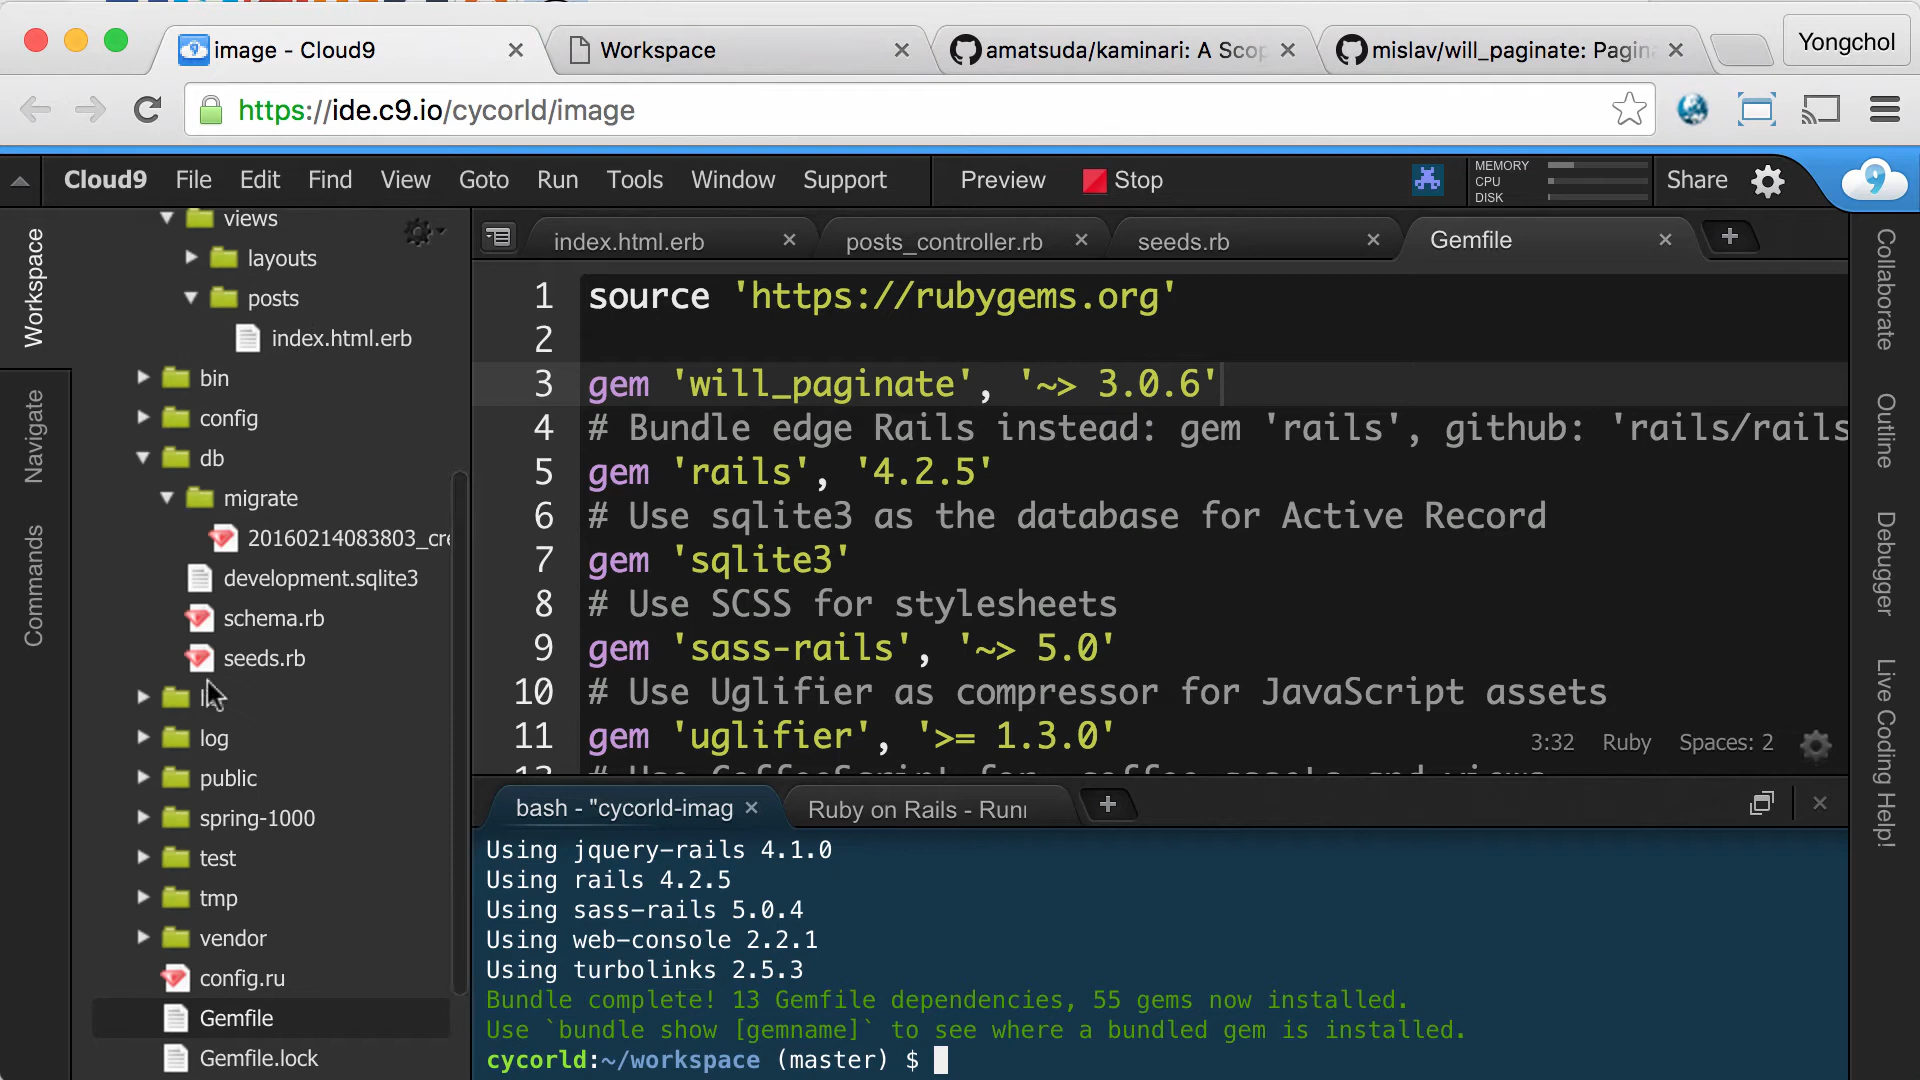 image - Cloud9
Workspace
amatsuda/kaminari: A Scop
mislav/will_paginate: Pagin
Yongchol
https://ide.c9.io/cycorld/image
Cloud9 File Edit Find View Goto Run Tools Window Support Preview Stop
MEMORY
CPU
DISK
Share
Workspace
Navigate
Commands
views
layouts
posts
index.html.erb
bin
config
db
migrate
20160214083803_cre
development.sqlite3
schema.rb
seeds.rb
log
public
spring-1000
test
tmp
vendor
config.ru
Gemfile
Gemfile.lock
index.html.erb
posts_controller.rb
seeds.rb
Gemfile
1 source 'https://rubygems.org'
2
3 gem 'will_paginate', '~> 3.0.6'
4 # Bundle edge Rails instead: gem 'rails', github: 'rails/rails
5 gem 'rails', '4.2.5'
6 # Use sqlite3 as the database for Active Record
7 gem 'sqlite3'
8 # Use SCSS for stylesheets
9 gem 'sass-rails', '~> 5.0'
10 # Use Uglifier as compressor for JavaScript assets
11 gem 'uglifier', '>= 1.3.0'
3:32 Ruby Spaces: 2
bash - "cycorld-imag
Ruby on Rails - Runn
Using jquery-rails 4.1.0
Using rails 4.2.5
Using sass-rails 5.0.4
Using web-console 2.2.1
Using turbolinks 2.5.3
Bundle complete! 13 Gemfile dependencies, 55 gems now installed.
Use `bundle show [gemname]` to see where a bundled gem is installed.
cycorld:~/workspace (master) $
Collaborate
Outline
Debugger
Live Coding Help!